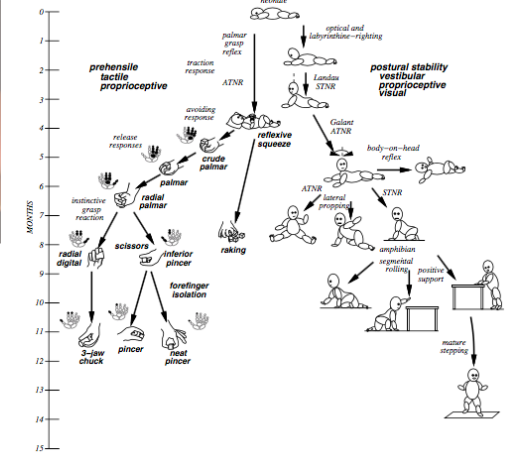 neonate
0
1
2
3
4
5
6
7
8
9
10
11
12
13
14
15
MONTHS
prehensile
tactile
proprioceptive
palmar
grasp
reflex
traction
response
ATNR
avoiding
response
release
responses
instinctive
grasp
reaction
optical and
labyrinthine-righting
Landau
STNR
Galant
ATNR
postural stability
vestibular
proprioceptive
visual
reflexive
squeeze
crude
palmar
palmar
radial
palmar
body-on-head
reflex
ATNR
lateral
propping
STNR
raking
amphibian
segmental
rolling
positive
support
radial
digital
scissors
inferior
pincer
forefinger
isolation
3-jaw
chuck
pincer
neat
pincer
mature
stepping